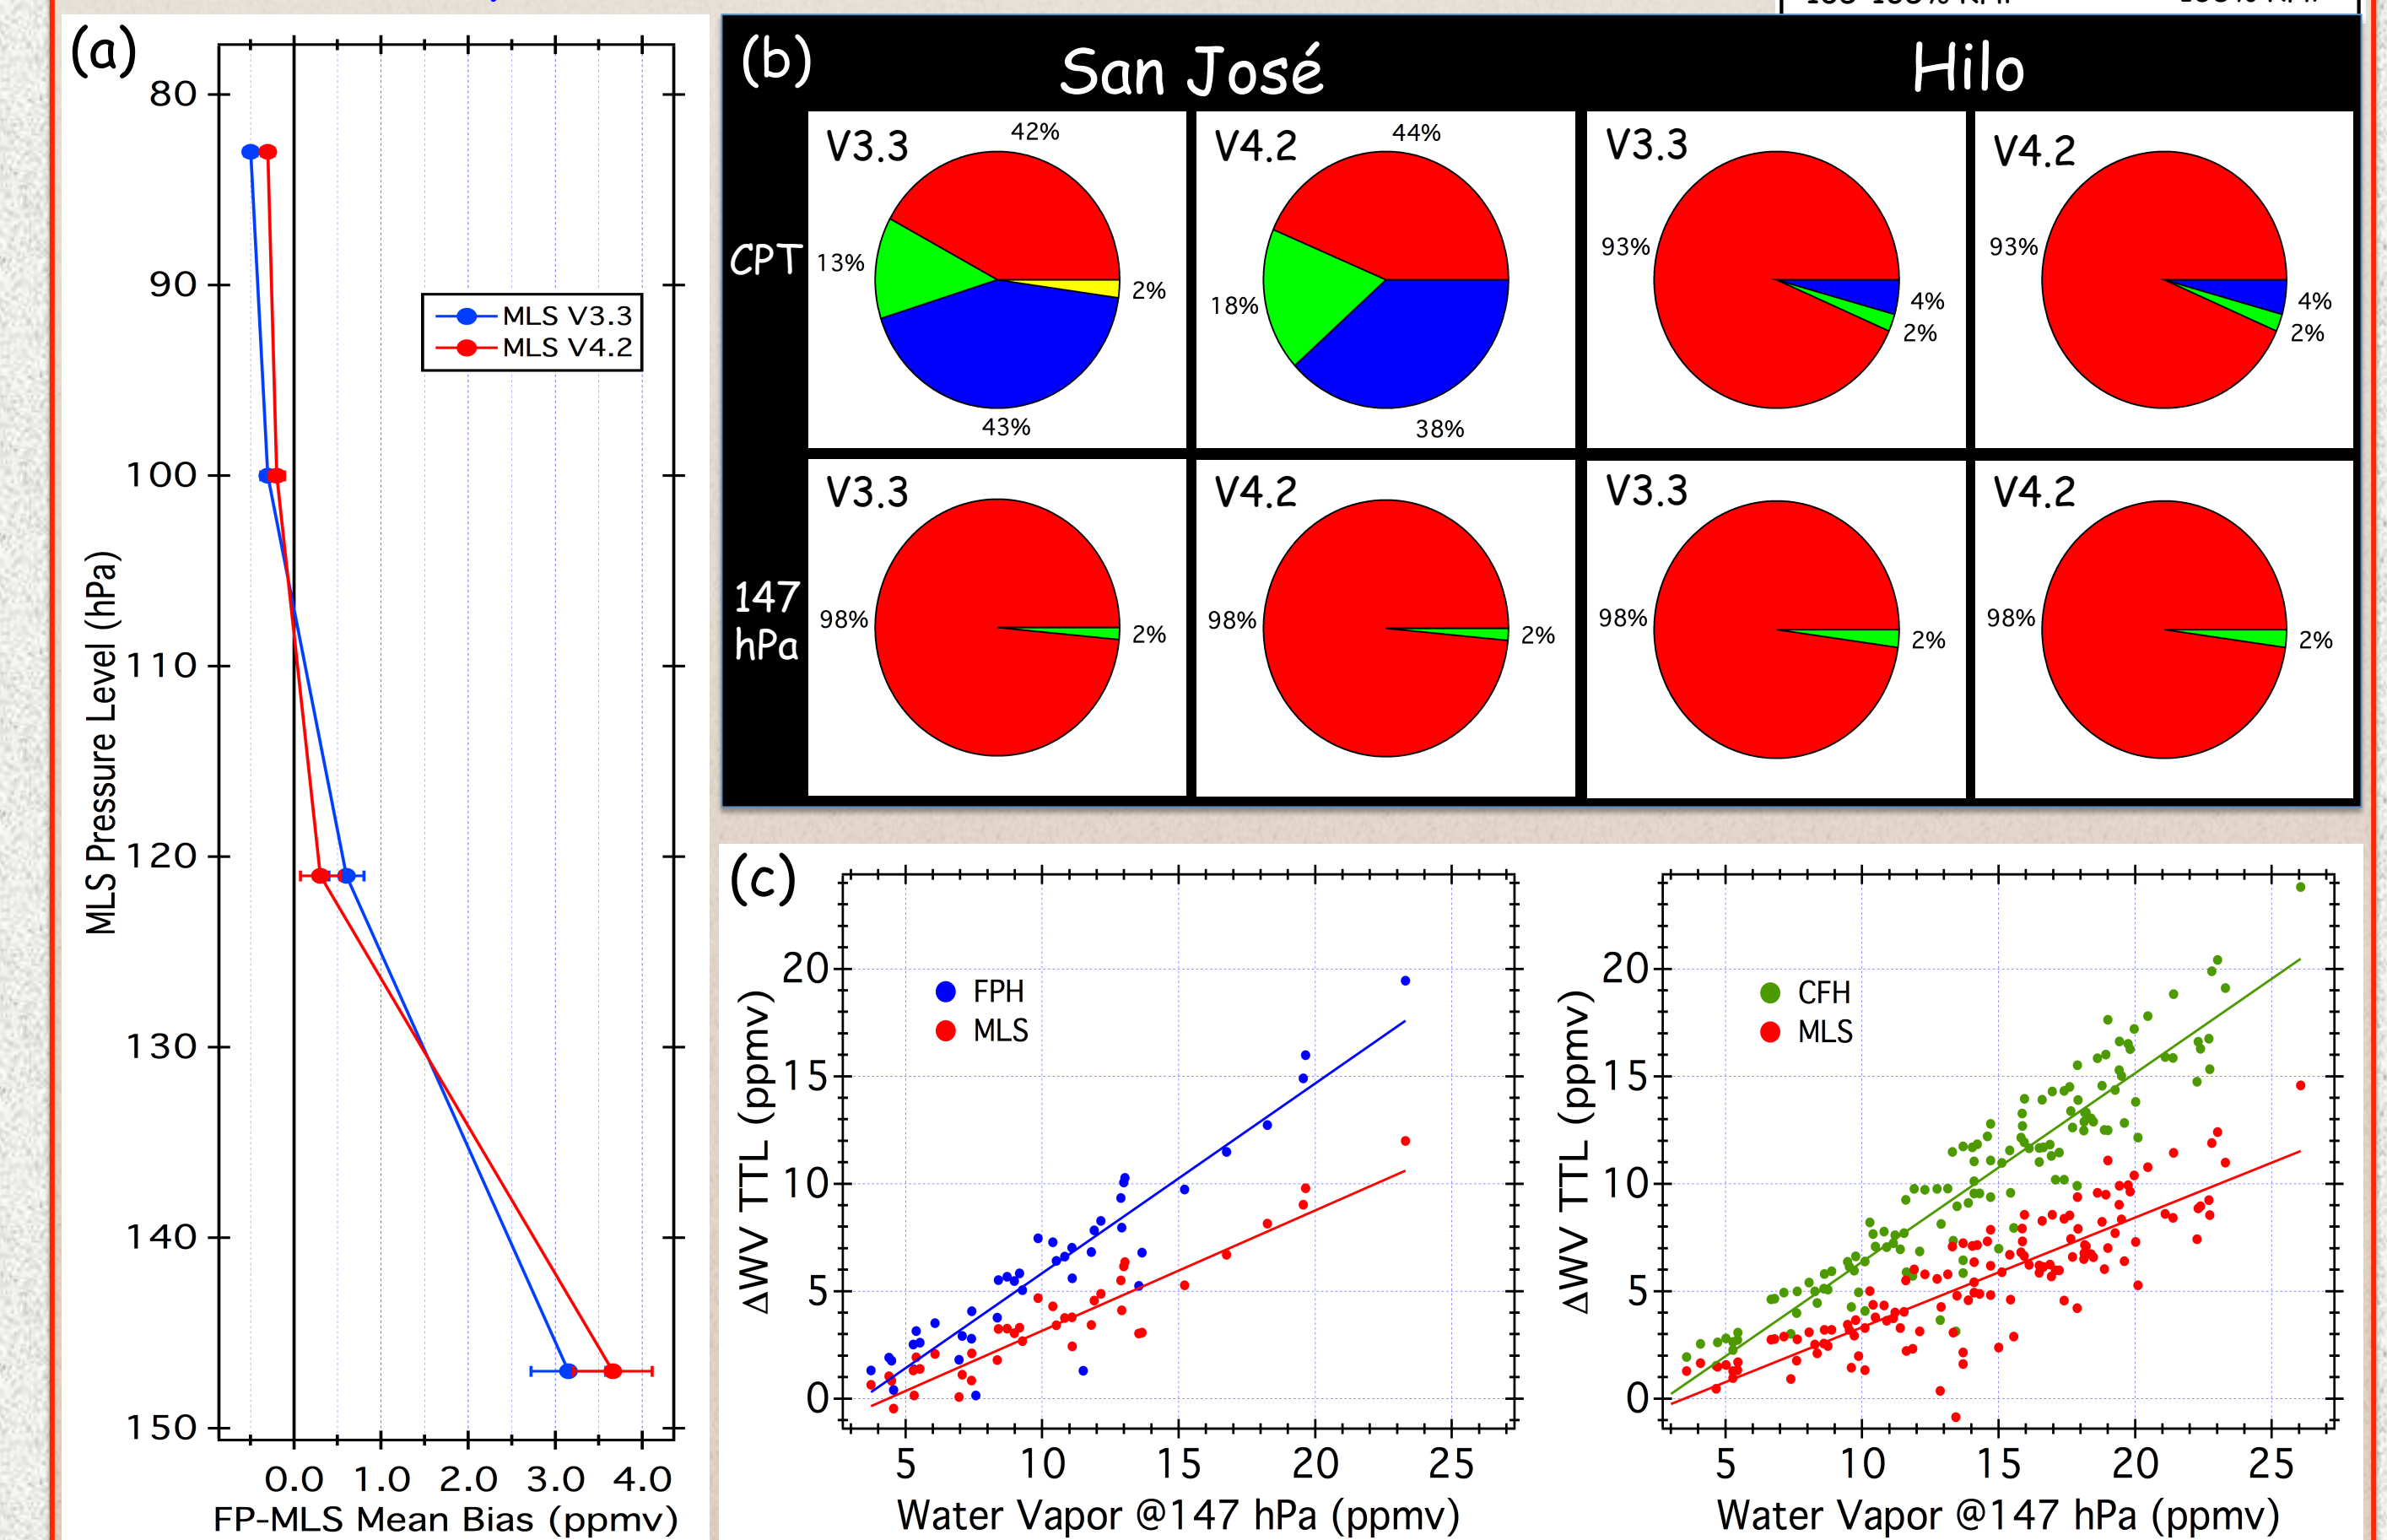 (a)
80
90
100
110
120
130
140
150
MLS Pressure Level (hPa)
MLS V3.3
MLS V4.2
0.0 1.0 2.0 3.0 4.0
FP-MLS Mean Bias (ppmv)
(b)
San José
Hilo
CPT
V3.3
42%
13%
2%
43%
V4.2
44%
18%
38%
V3.3
93%
4%
2%
V4.2
93%
4%
2%
147
hPa
V3.3
98%
2%
V4.2
98%
2%
V3.3
98%
2%
V4.2
98%
2%
(c)
ΔWV TTL (ppmv)
20
15
10
5
0
FPH
MLS
5 10 15 20 25
Water Vapor @147 hPa (ppmv)
ΔWV TTL (ppmv)
20
15
10
5
0
CFH
MLS
5 10 15 20 25
Water Vapor @147 hPa (ppmv)